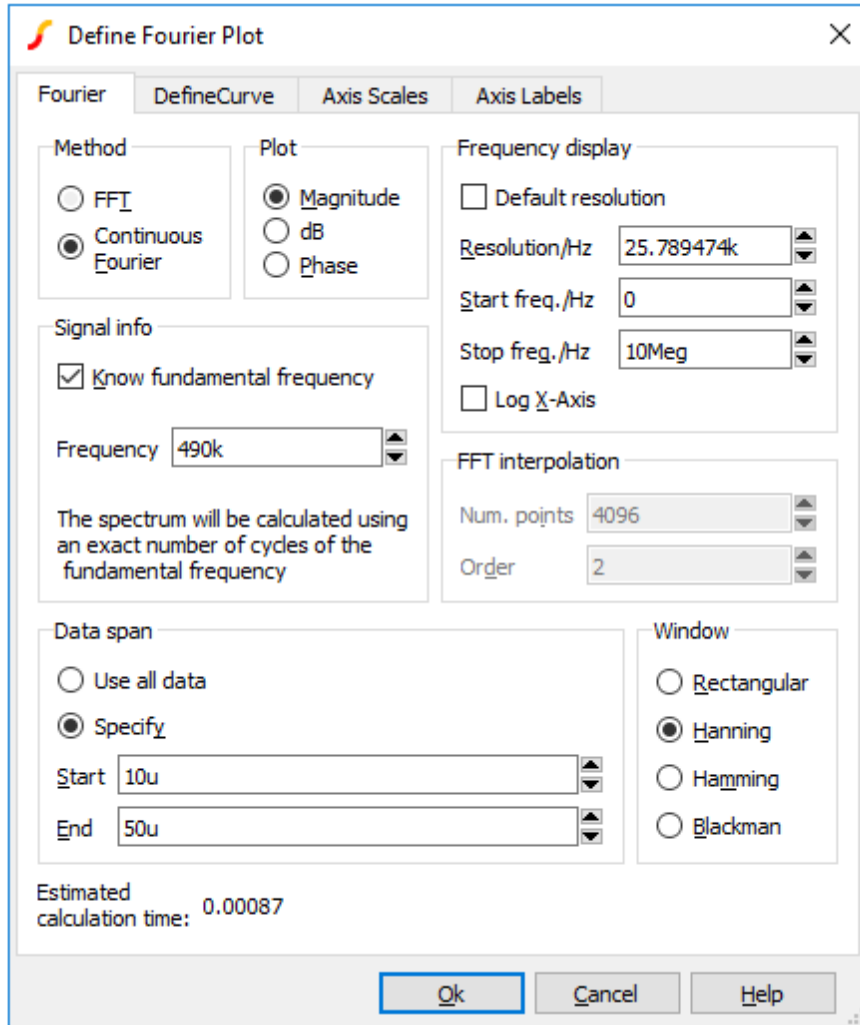 Define Fourier Plot
Fourier
DefineCurve
Axis Scales
Axis Labels
Method
FFT
Continuous
Fourier
Plot
Magnitude
dB
Phase
Frequency display
Default resolution
Resolution/Hz 25.789474k
Start freq./Hz 0
Stop freq./Hz 10Meg
Log X-Axis
Signal info
Know fundamental frequency
Frequency 490k
The spectrum will be calculated using
an exact number of cycles of the
fundamental frequency
FFT interpolation
Num. points 4096
Order 2
Data span
Use all data
Specify
Start 10u
End 50u
Window
Rectangular
Hanning
Hamming
Blackman
Estimated
calculation time: 0.00087
Ok
Cancel
Help